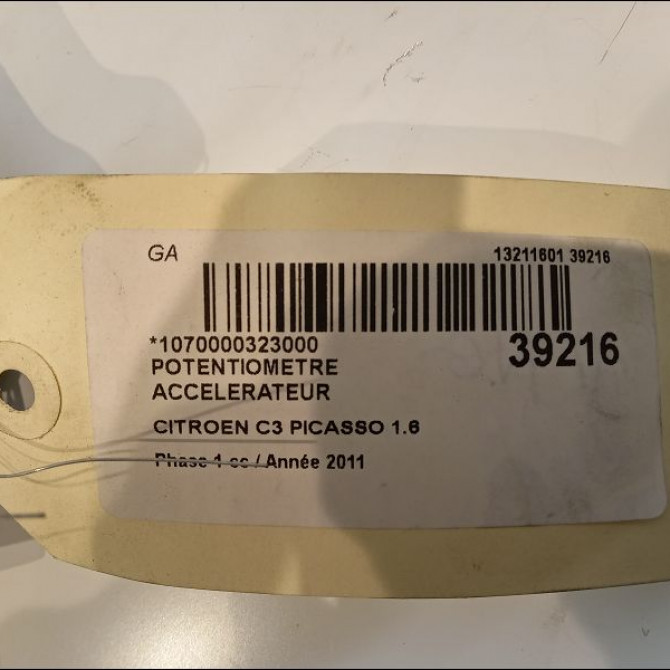 GA
13211601 39216
*1070000323000
39216
POTENTIOMETRE
ACCELERATEUR
CITROEN C3 PICASSO 1.6
Phase 1 cc / Année 2011